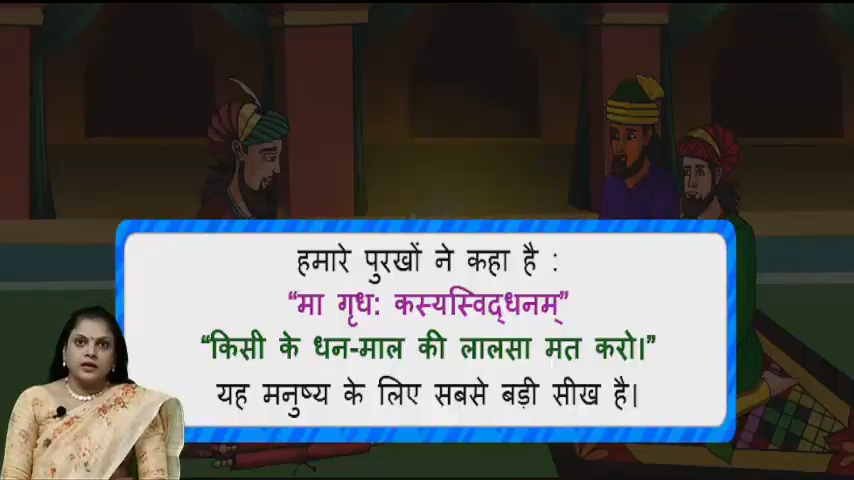 हमारे पुरखों ने कहा है :
“मा गृध: कस्यस्विद्धनम्”
“किसी के धन-माल की लालसा मत करो।”
यह मनुष्य के लिए सबसे बड़ी सीख है।